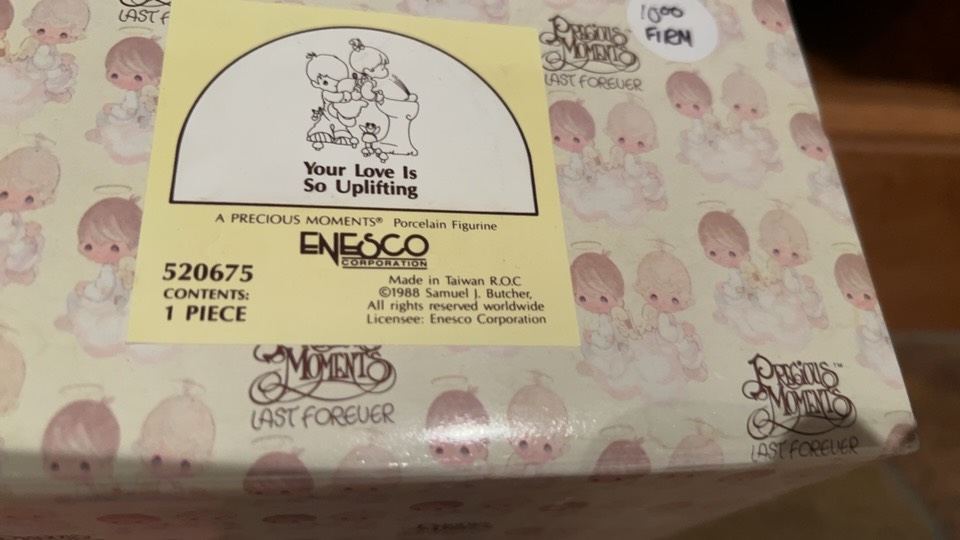 LAST F
1000
FIRM
Precious
Moments
LAST FOREVER
Your Love Is
So Uplifting
A PRECIOUS MOMENTS® Porcelain Figurine
ENESCO
CORPORATION
520675
CONTENTS:
1 PIECE
Made in Taiwan R.O.C
©1988 Samuel J. Butcher,
All rights reserved worldwide
Licensee: Enesco Corporation
Moments
LAST FOREVER
Precious™
Moments
LAST FOREVER